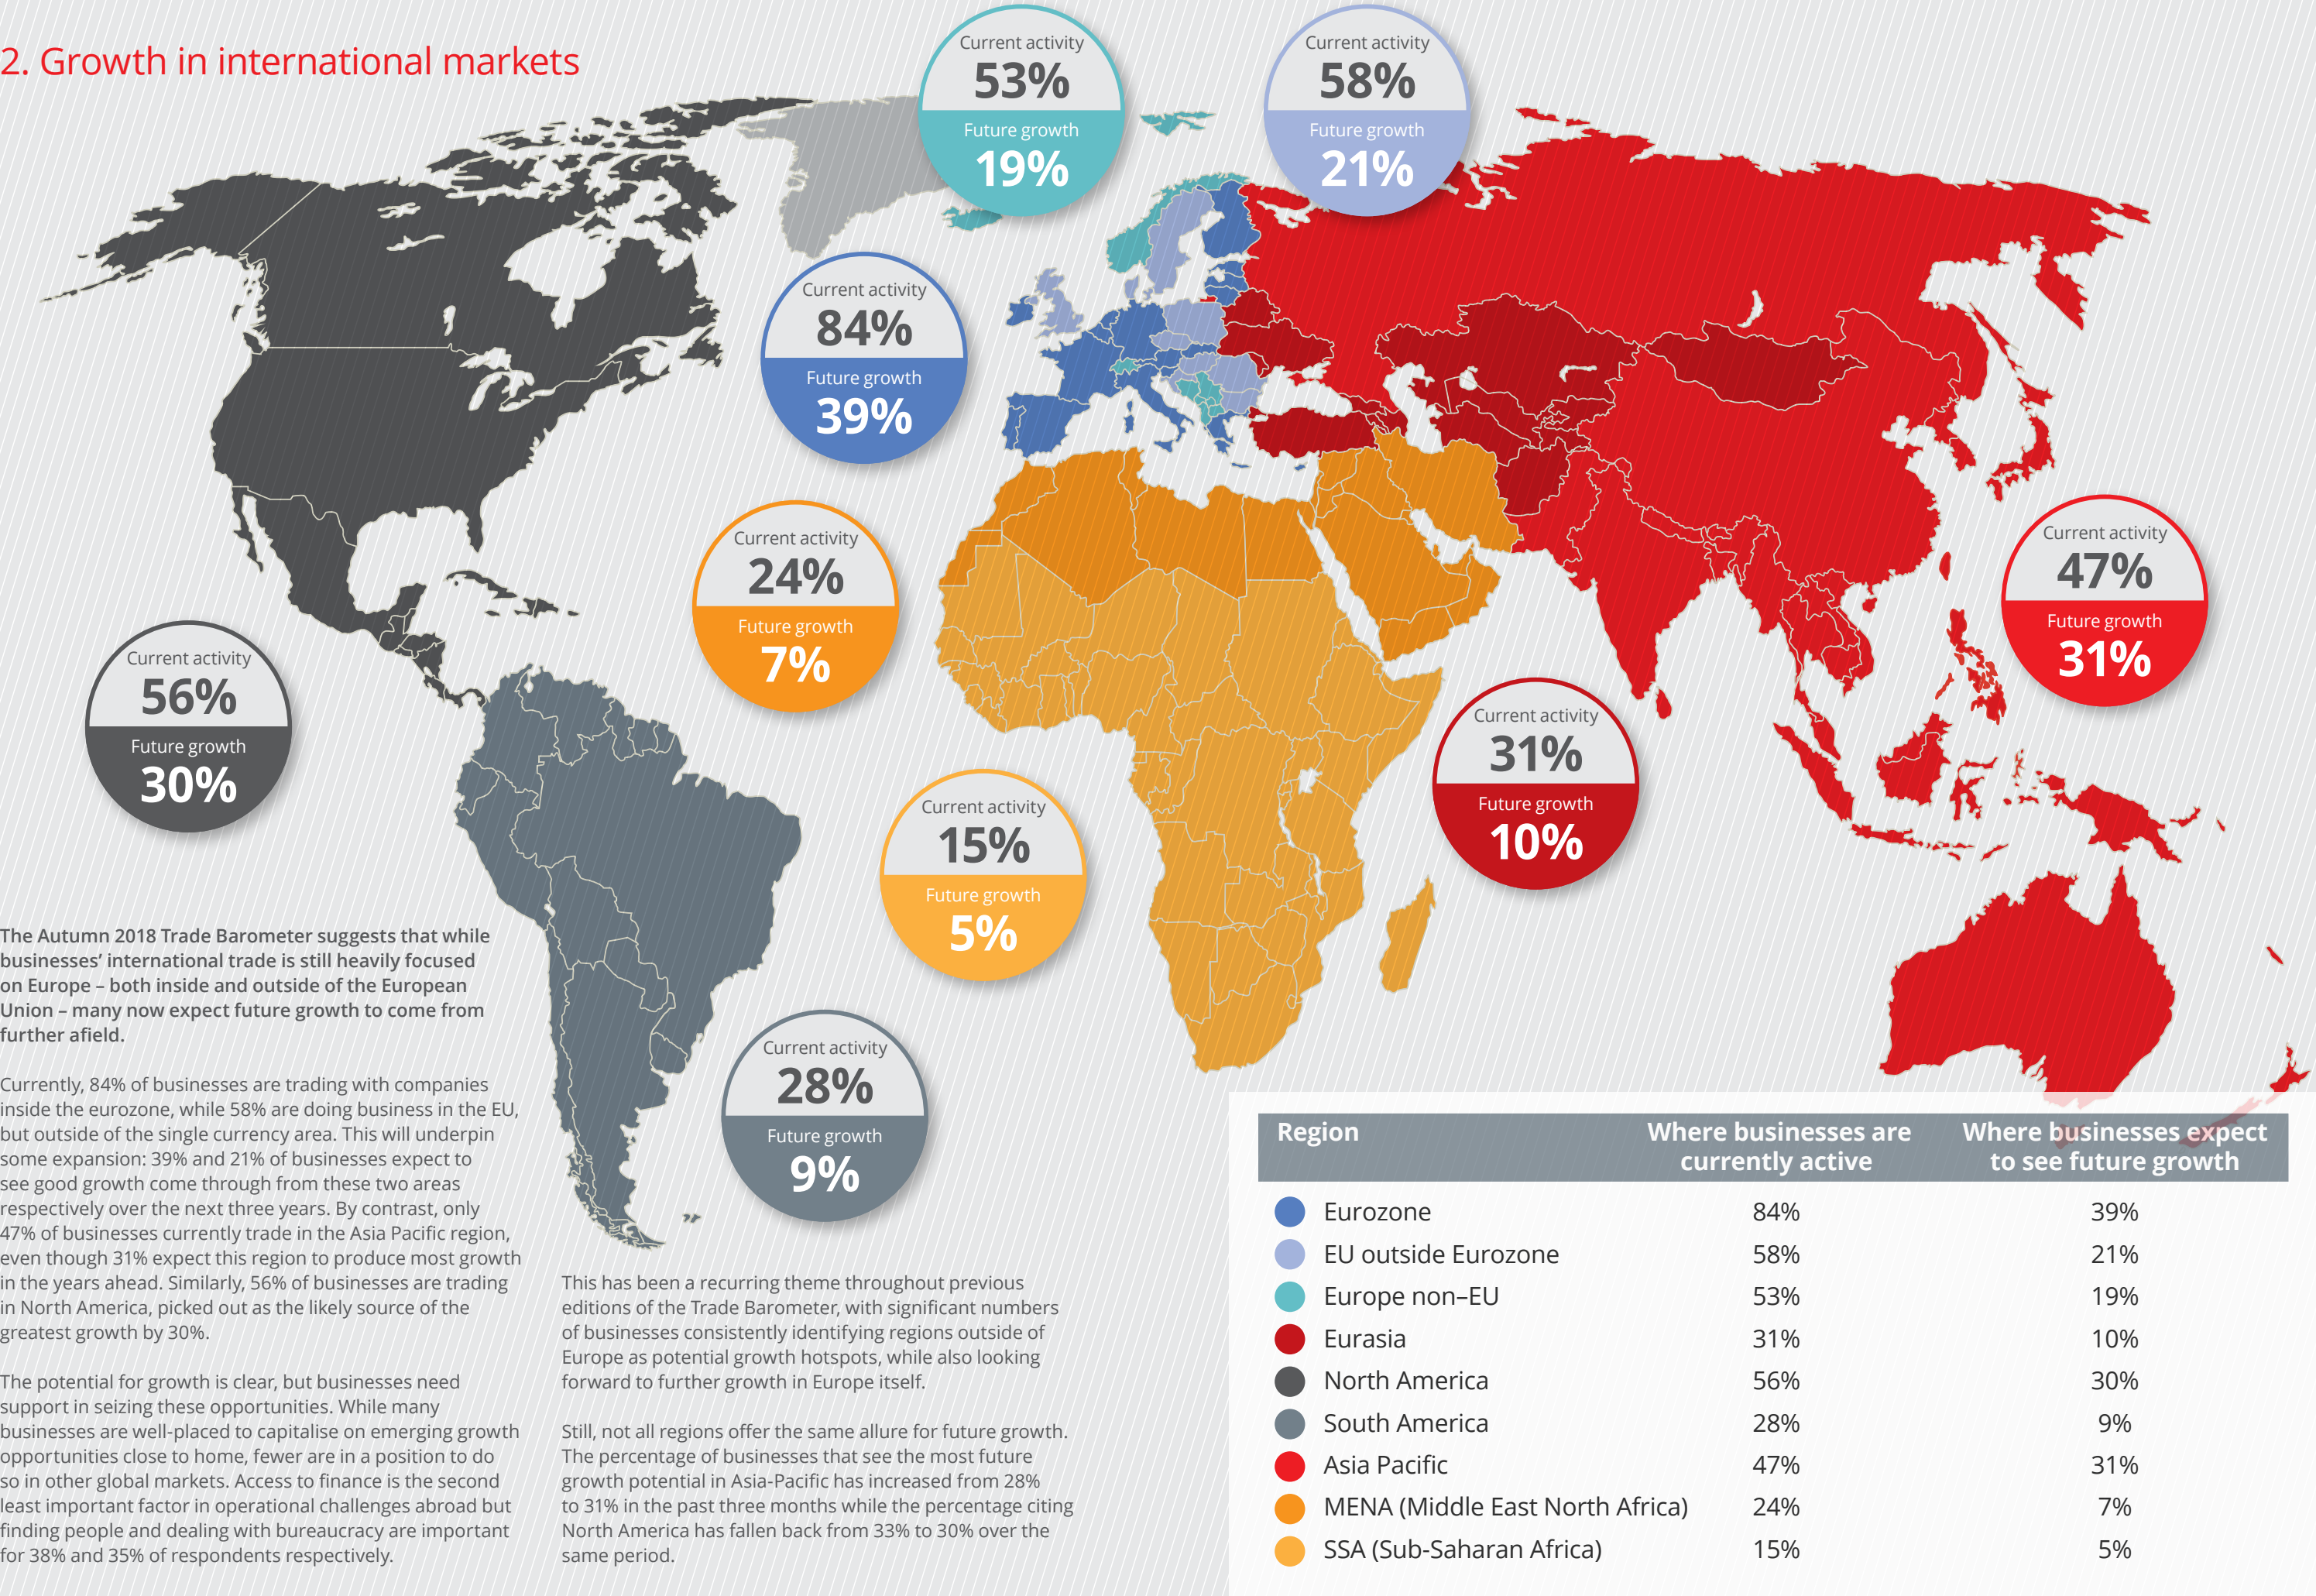 2. Growth in international markets
Current activity
53%
Future growth
19%
Current activity
58%
Future growth
21%
Current activity
84%
Future growth
39%
Current activity
24%
Future growth
7%
Current activity
47%
Future growth
31%
Current activity
56%
Future growth
30%
Current activity
31%
Future growth
10%
Current activity
15%
Future growth
5%
Current activity
28%
Future growth
9%
The Autumn 2018 Trade Barometer suggests that while
businesses’ international trade is still heavily focused
on Europe – both inside and outside of the European
Union – many now expect future growth to come from
further afield.
Currently, 84% of businesses are trading with companies
inside the eurozone, while 58% are doing business in the EU,
but outside of the single currency area. This will underpin
some expansion: 39% and 21% of businesses expect to
see good growth come through from these two areas
respectively over the next three years. By contrast, only
47% of businesses currently trade in the Asia Pacific region,
even though 31% expect this region to produce most growth
in the years ahead. Similarly, 56% of businesses are trading
in North America, picked out as the likely source of the
greatest growth by 30%.
The potential for growth is clear, but businesses need
support in seizing these opportunities. While many
businesses are well-placed to capitalise on emerging growth
opportunities close to home, fewer are in a position to do
so in other global markets. Access to finance is the second
least important factor in operational challenges abroad but
finding people and dealing with bureaucracy are important
for 38% and 35% of respondents respectively.
This has been a recurring theme throughout previous
editions of the Trade Barometer, with significant numbers
of businesses consistently identifying regions outside of
Europe as potential growth hotspots, while also looking
forward to further growth in Europe itself.
Still, not all regions offer the same allure for future growth.
The percentage of businesses that see the most future
growth potential in Asia-Pacific has increased from 28%
to 31% in the past three months while the percentage citing
North America has fallen back from 33% to 30% over the
same period.
Region Where businesses are currently active Where businesses expect to see future growth
Eurozone 84% 39%
EU outside Eurozone 58% 21%
Europe non–EU 53% 19%
Eurasia 31% 10%
North America 56% 30%
South America 28% 9%
Asia Pacific 47% 31%
MENA (Middle East North Africa) 24% 7%
SSA (Sub-Saharan Africa) 15% 5%